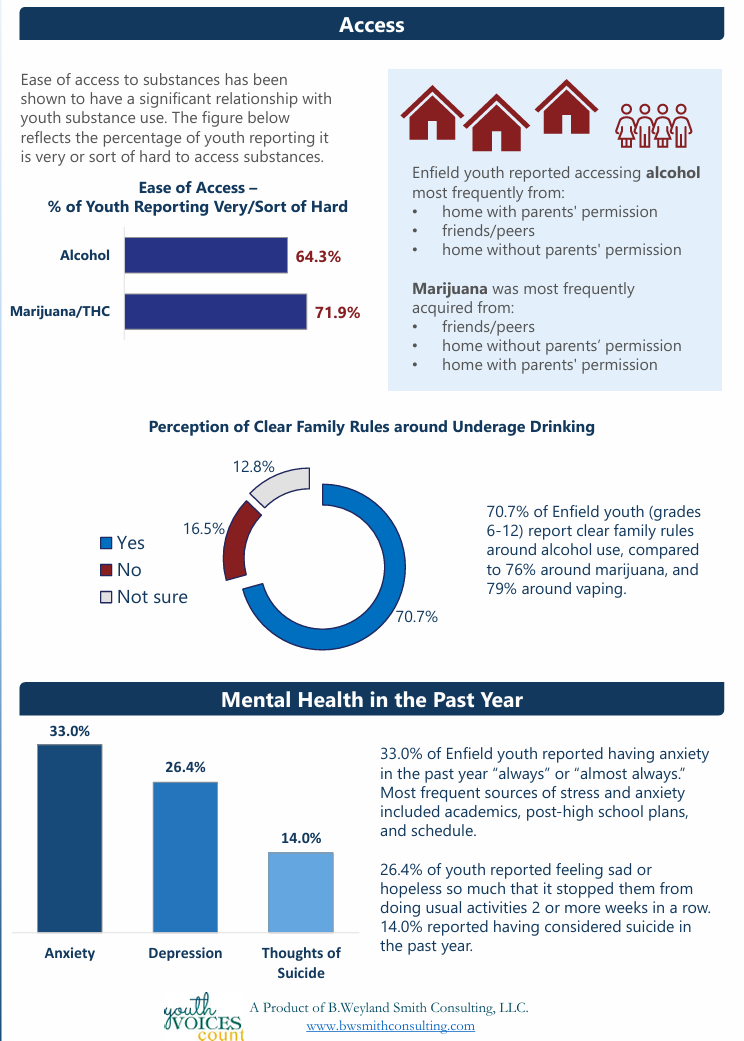 Access
Ease of access to substances has been
shown to have a significant relationship with
youth substance use. The figure below
reflects the percentage of youth reporting it
is very or sort of hard to access substances.
Ease of Access –
% of Youth Reporting Very/Sort of Hard
Alcohol
64.3%
Marijuana/THC
71.9%
Enfield youth reported accessing alcohol
most frequently from:
• home with parents' permission
• friends/peers
• home without parents' permission
Marijuana was most frequently
acquired from:
• friends/peers
• home without parents’ permission
• home with parents' permission
Perception of Clear Family Rules around Underage Drinking
12.8%
16.5%
70.7%
Yes
No
Not sure
70.7% of Enfield youth (grades
6-12) report clear family rules
around alcohol use, compared
to 76% around marijuana, and
79% around vaping.
Mental Health in the Past Year
33.0%
26.4%
14.0%
Anxiety
Depression
Thoughts of
Suicide
33.0% of Enfield youth reported having anxiety
in the past year “always” or “almost always.”
Most frequent sources of stress and anxiety
included academics, post-high school plans,
and schedule.
26.4% of youth reported feeling sad or
hopeless so much that it stopped them from
doing usual activities 2 or more weeks in a row.
14.0% reported having considered suicide in
the past year.
youth
VOICES
count
A Product of B.Weyland Smith Consulting, LLC.
www.bwsmithconsulting.com